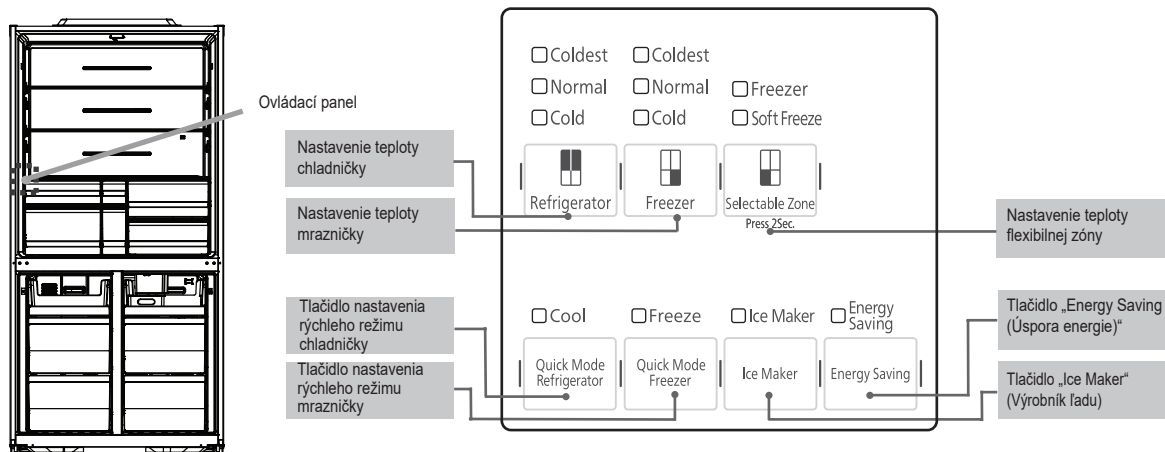 Ovládací panel
Nastavenie teploty
chladničky
Nastavenie teploty
mrazničky
Tlačidlo nastavenia
rýchleho režimu
chladničky
Tlačidlo nastavenia
rýchleho režimu
mrazničky
Coldest
Normal
Cold
Refrigerator
Coldest
Normal
Cold
Freezer
Freezer
Soft Freeze
Selectable Zone
Press 2Sec.
Cool
Quick Mode
Refrigerator
Freeze
Quick Mode
Freezer
Ice Maker
Ice Maker
Energy
Saving
Energy Saving
Nastavenie teploty
flexibilnej zóny
Tlačidlo „Energy Saving
(Úspora energie)“
Tlačidlo „Ice Maker“
(Výrobník ľadu)